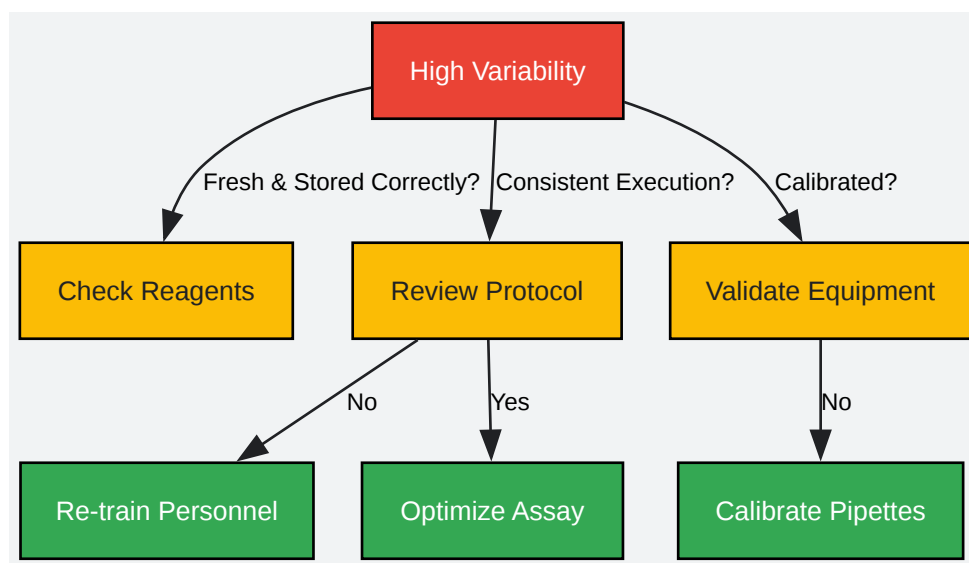 High Variability
Fresh & Stored Correctly?
Consistent Execution?
Calibrated?
Check Reagents
Review Protocol
Validate Equipment
No
Yes
No
Re-train Personnel
Optimize Assay
Calibrate Pipettes